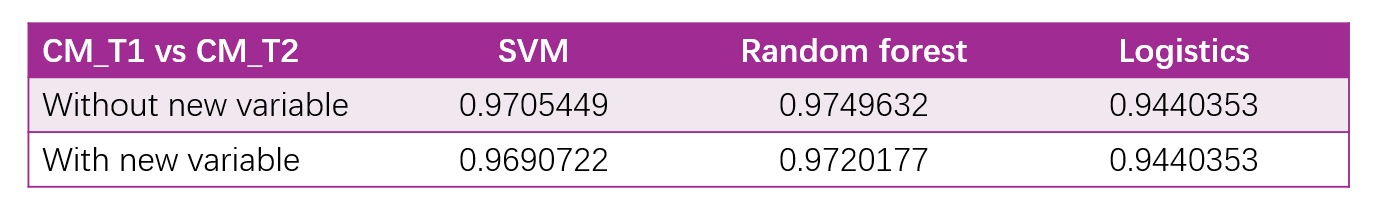 CM_T1 vs CM_T2 SVM Random forest Logistics
Without new variable 0.9705449 0.9749632 0.9440353
With new variable 0.9690722 0.9720177 0.9440353